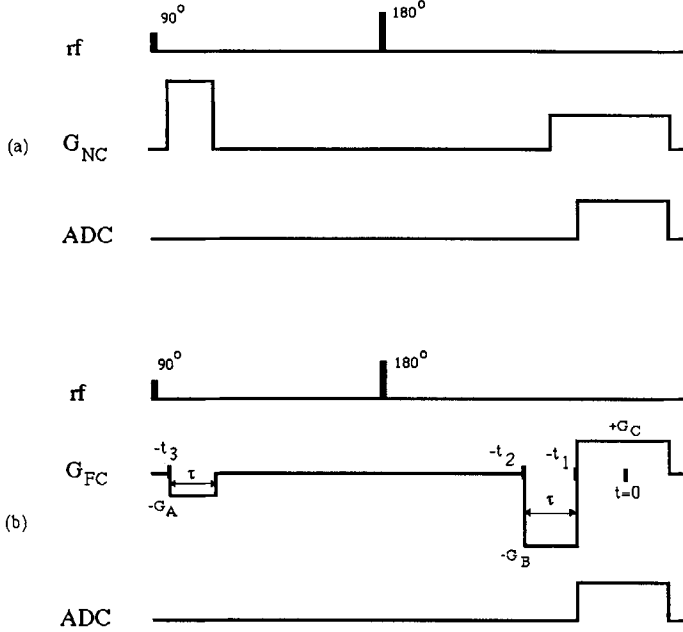 90°
180°
rf
(a)
G_NC
ADC
90°
180°
rf
+G_C
-t_3
-t_2
-t_1
G_FC
τ
τ
t=0
-G_A
-G_B
(b)
ADC